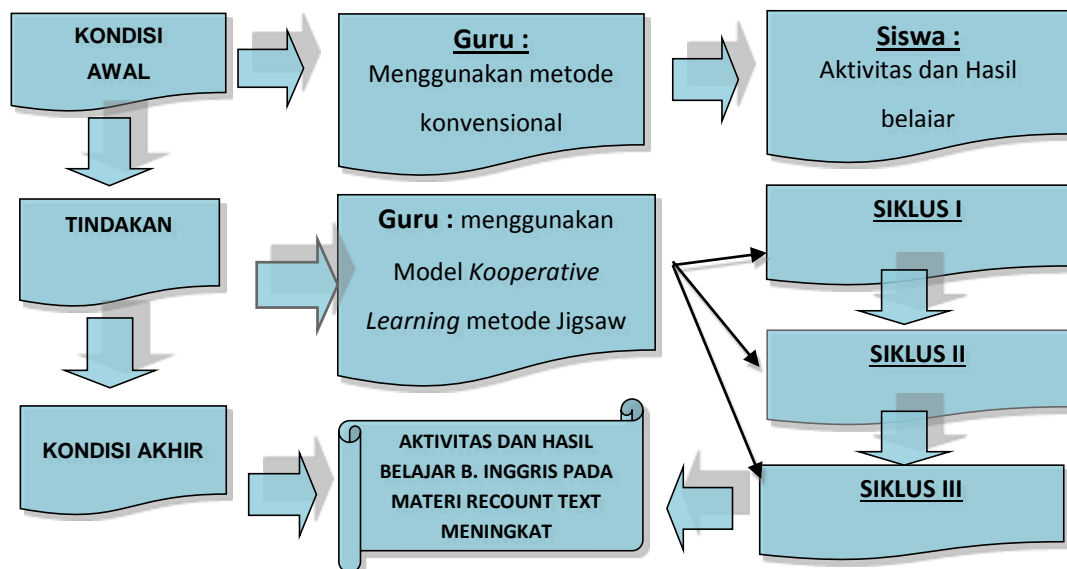 KONDISI
AWAL
Guru :
Menggunakan metode
konvensional
Siswa :
Aktivitas dan Hasil
belaiar
TINDAKAN
Guru : menggunakan
Model Kooperative
Learning metode Jigsaw
SIKLUS I
SIKLUS II
KONDISI AKHIR
AKTIVITAS DAN HASIL
BELAJAR B. INGGRIS PADA
MATERI RECOUNT TEXT
MENINGKAT
SIKLUS III